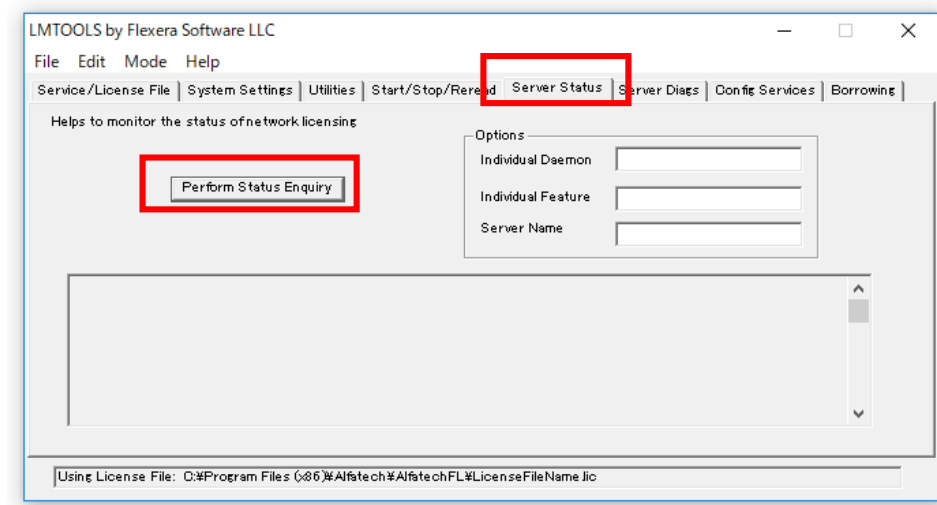 LMTOOLS by Flexera Software LLC
File Edit Mode Help
Service/License File System Settings Utilities Start/Stop/Reread Server Status Server Diags Config Services Borrowing
Helps to monitor the status of network licensing
Options
Individual Daemon
Perform Status Enquiry
Individual Feature
Server Name
Using License File: C:¥Program Files (x86)¥Alfatech¥AlfatechFL¥LicenseFileName.lic